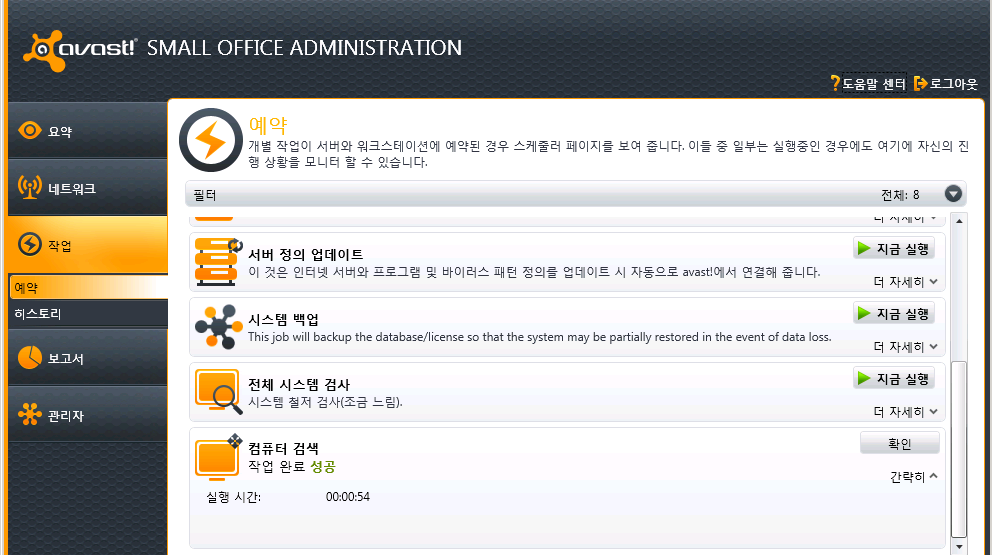 avast! SMALL OFFICE ADMINISTRATION
도움말 센터 로그아웃
요약
네트워크
작업
예약
히스토리
보고서
관리자
예약
개별 작업이 서버와 워크스테이션에 예약된 경우 스케줄러 페이지를 보여 줍니다. 이들 중 일부는 실행중인 경우에도 여기에 자신의 진
행 상황을 모니터 할 수 있습니다.
필터 전체: 8
더 자세히
서버 정의 업데이트 지금 실행
이 것은 인터넷 서버와 프로그램 및 바이러스 패턴 정의를 업데이트 시 자동으로 avast!에서 연결해 줍니다.
더 자세히
시스템 백업 지금 실행
This job will backup the database/license so that the system may be partially restored in the event of data loss.
더 자세히
전체 시스템 검사 지금 실행
시스템 철저 검사(조금 느림).
더 자세히
컴퓨터 검색 확인
작업 완료 성공
간략히
실행 시간: 00:00:54